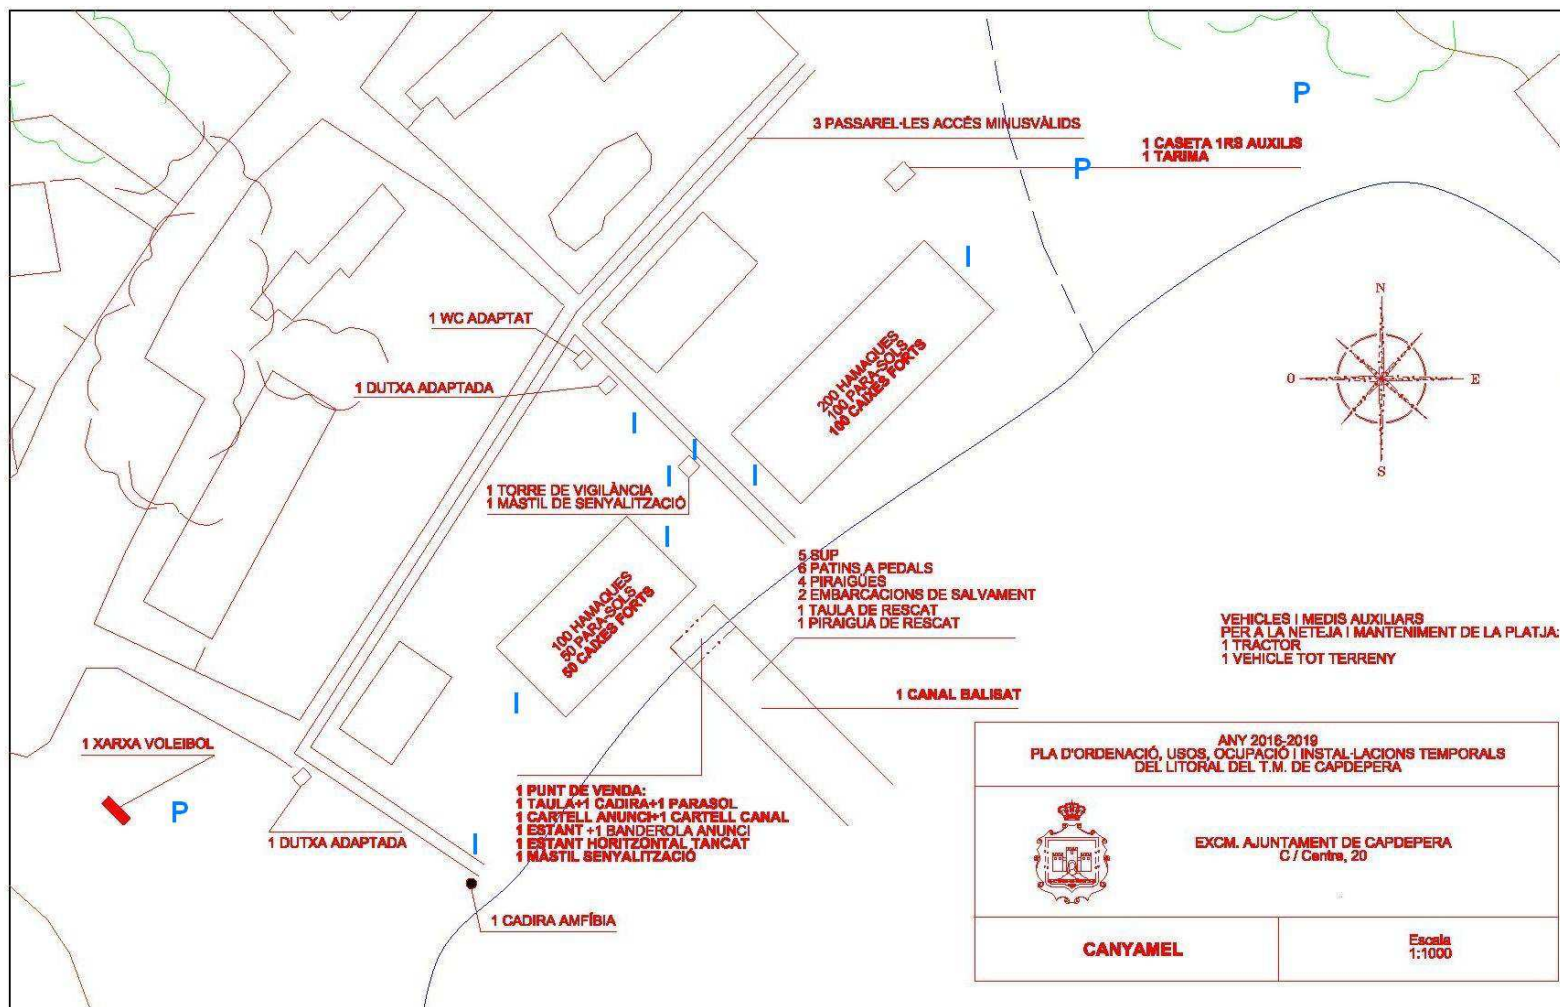 P
3 PASSAREL·LES ACCÉS MINUSVÀLIDS
1 CASETA 1RS AUXILIS
1 TARIMA
P
I
N
O
E
S
1 WC ADAPTAT
1 DUTXA ADAPTADA
200 HAMAQUES
100 PARA-SOLS
100 CAIXES FORTS
I
I
I
I
1 TORRE DE VIGILÀNCIA
1 MÀSTIL DE SENYALITZACIÓ
I
100 HAMAQUES
50 PARA-SOLS
50 CAIXES FORTS
5 SUP
6 PATINS A PEDALS
4 PIRAIGÜES
2 EMBARCACIONS DE SALVAMENT
1 TAULA DE RESCAT
1 PIRAIGUA DE RESCAT
VEHICLES I MEDIS AUXILIARS
PER A LA NETEJA I MANTENIMENT DE LA PLATJA:
1 TRACTOR
1 VEHICLE TOT TERRENY
1 CANAL BALISAT
I
1 XARXA VOLEIBOL
P
1 DUTXA ADAPTADA
I
1 PUNT DE VENDA:
1 TAULA+1 CADIRA+1 PARASOL
1 CARTELL ANUNCI+1 CARTELL CANAL
1 ESTANT +1 BANDEROLA ANUNCI
1 ESTANT HORITZONTAL TANCAT
1 MÀSTIL SENYALITZACIÓ
1 CADIRA AMFÍBIA
ANY 2016-2019
PLA D'ORDENACIÓ, USOS, OCUPACIÓ I INSTAL·LACIONS TEMPORALS
DEL LITORAL DEL T.M. DE CAPDEPERA
EXCM. AJUNTAMENT DE CAPDEPERA
C / Centre, 20
CANYAMEL
Escala
1:1000